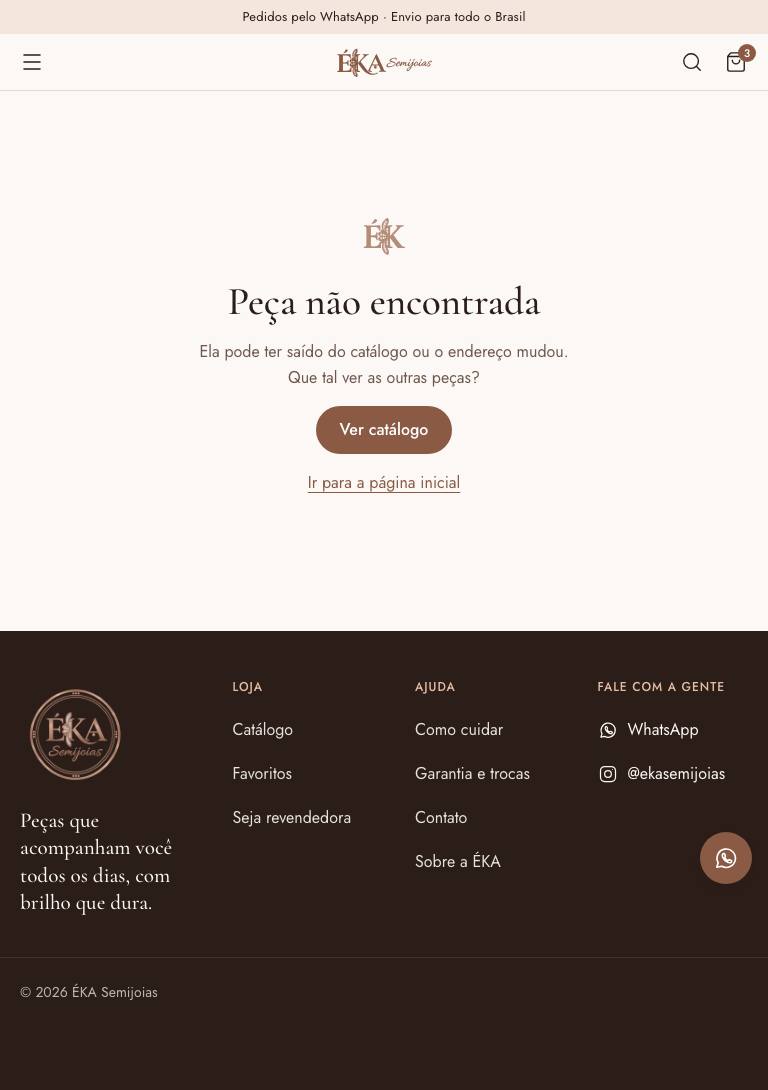 Pedidos pelo WhatsApp · Envio para todo o Brasil
ÉKA Semijoias
3
ÉK
Peça não encontrada
Ela pode ter saído do catálogo ou o endereço mudou.
Que tal ver as outras peças?
Ver catálogo
Ir para a página inicial
ÉKA
Semijoias
Peças que
acompanham você
todos os dias, com
brilho que dura.
LOJA
Catálogo
Favoritos
Seja revendedora
AJUDA
Como cuidar
Garantia e trocas
Contato
Sobre a ÉKA
FALE COM A GENTE
WhatsApp
@ekasemijoias
© 2026 ÉKA Semijoias